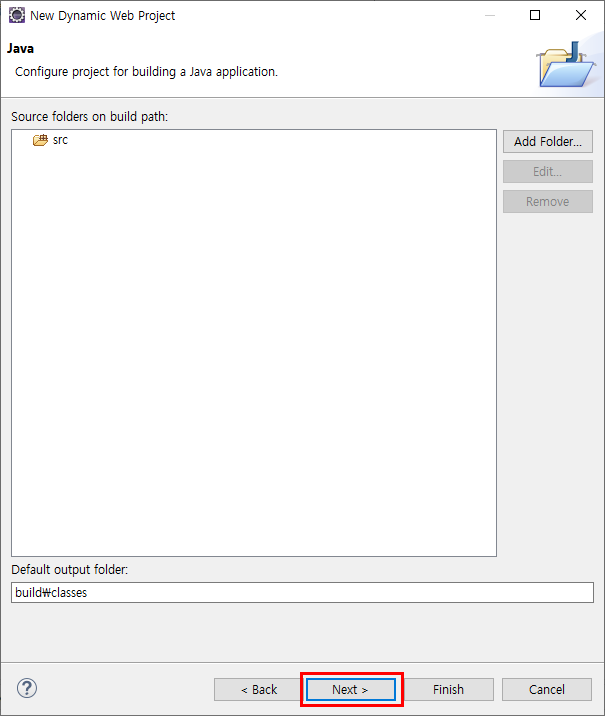 New Dynamic Web Project
Java
Configure project for building a Java application.
Source folders on build path:
src
Add Folder...
Edit...
Remove
Default output folder:
build₩classes
?
< Back
Next >
Finish
Cancel